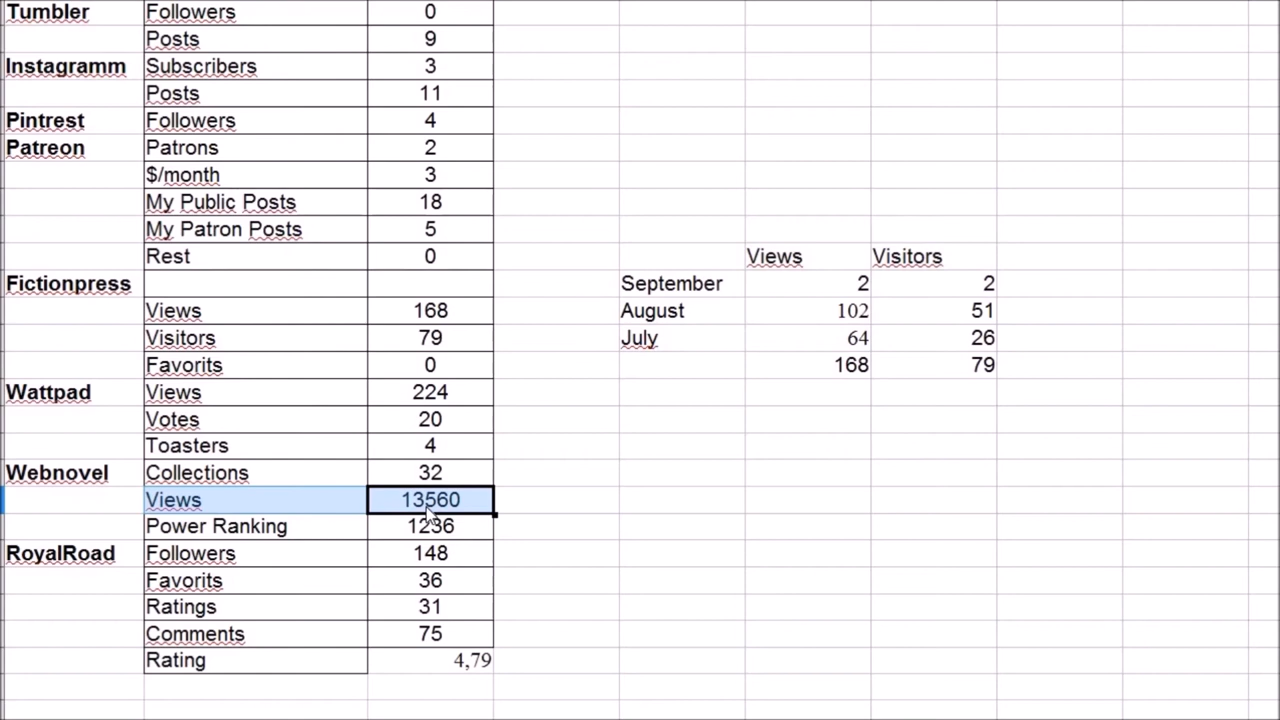 Tumbler Followers 0
Posts 9
Instagramm Subscribers 3
Posts 11
Pintrest Followers 4
Patreon Patrons 2
$/month 3
My Public Posts 18
My Patron Posts 5
Rest 0 Views Visitors
Fictionpress September 2 2
Views 168 August 102 51
Visitors 79 July 64 26
Favorits 0 168 79
Wattpad Views 224
Votes 20
Toasters 4
Webnovel Collections 32
Views 13560
Power Ranking 1236
RoyalRoad Followers 148
Favorits 36
Ratings 31
Comments 75
Rating 4,79